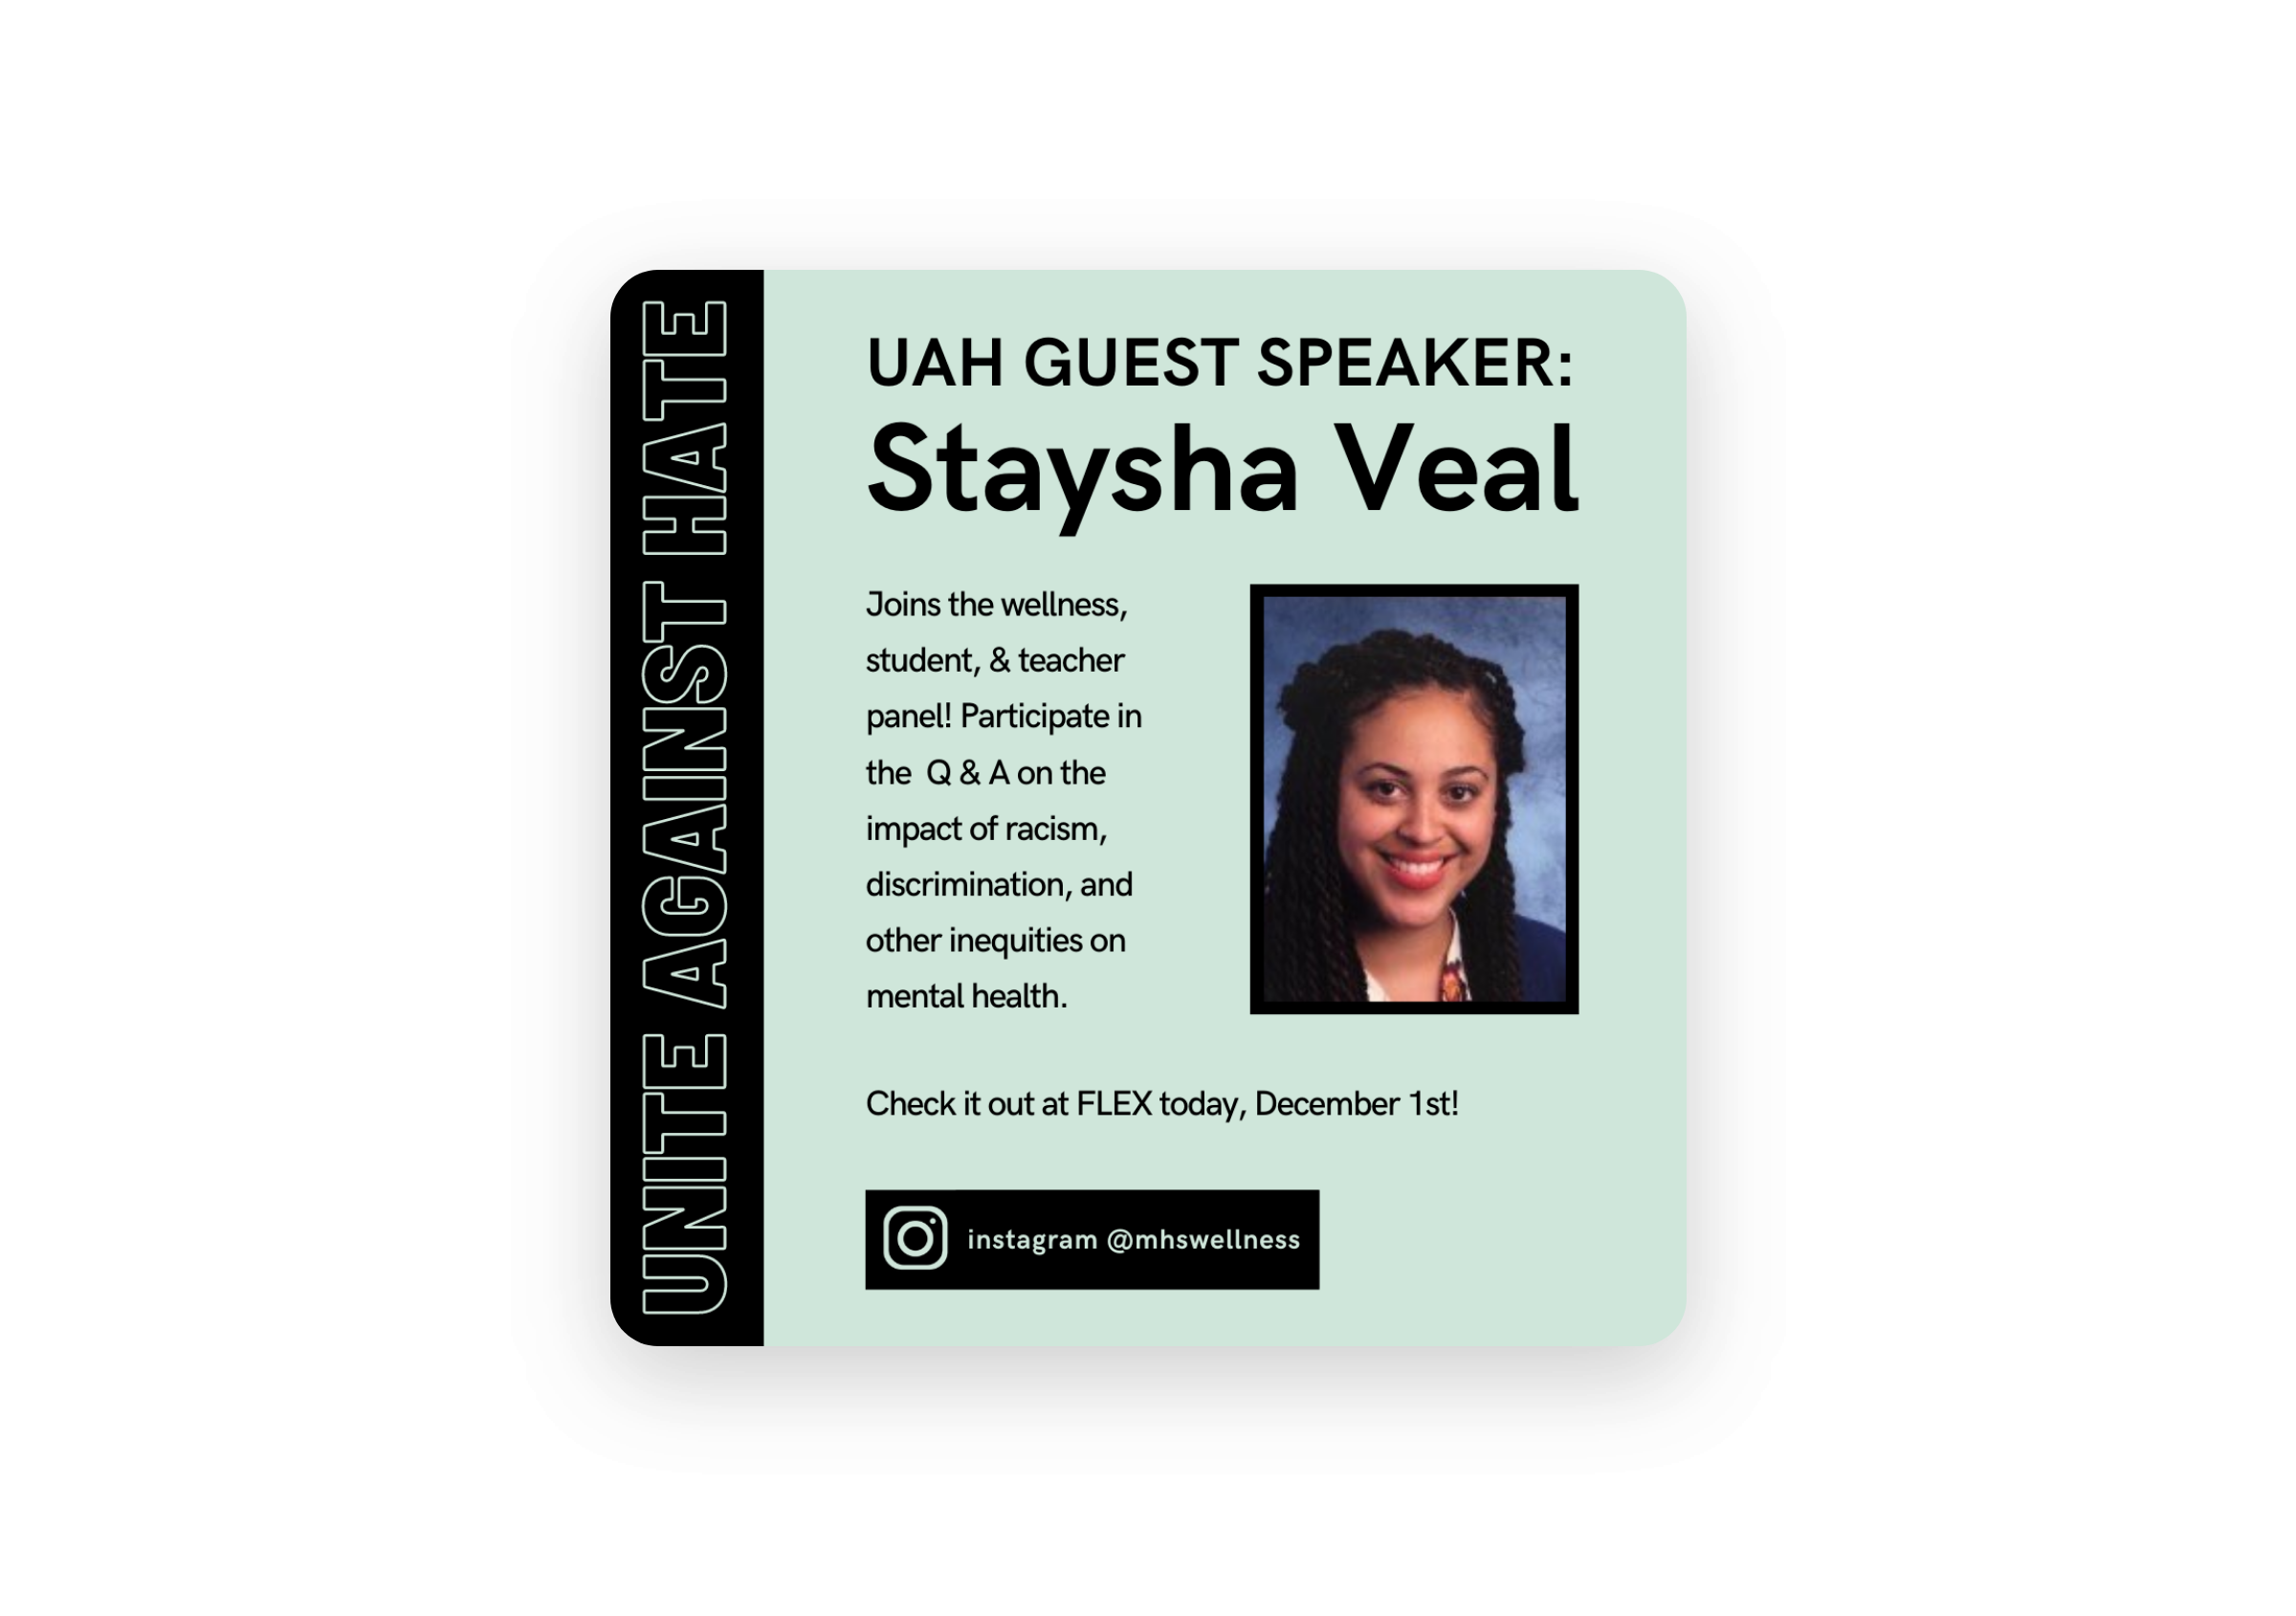 UNITE AGAINST HATE
UAH GUEST SPEAKER:
Staysha Veal
Joins the wellness,
student, & teacher
panel! Participate in
the  Q & A on the
impact of racism,
discrimination, and
other inequities on
mental health.
Check it out at FLEX today, December 1st!
instagram @mhswellness